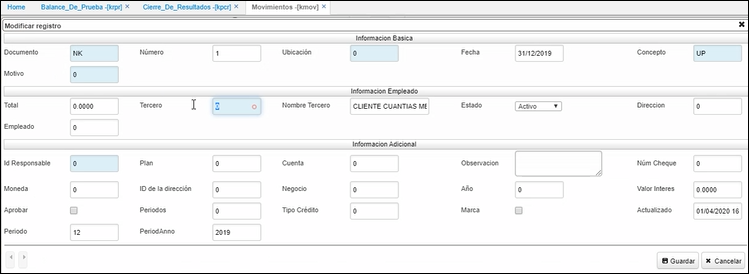 Home Balance_De_Prueba -[krpr] Cierre_De_Resultados -[kpcr] Movimientos -[kmov]
Modificar registro
Informacion Basica
Documento NK Número 1 Ubicación 0 Fecha 31/12/2019 Concepto UP
Motivo 0
Informacion Empleado
Total 0.0000 Tercero 0 Nombre Tercero CLIENTE CUANTIAS ME Estado Activo Direccion 0
Empleado 0
Informacion Adicional
Id Responsable 0 Plan 0 Cuenta 0 Observacion Núm Cheque 0
Moneda 0 ID de la dirección 0 Negocio 0 Año 0 Valor Interes 0.0000
Aprobar Periodos 0 Tipo Crédito 0 Marca Actualizado 01/04/2020 16
Periodo 12 PeriodAnno 2019
Guardar Cancelar